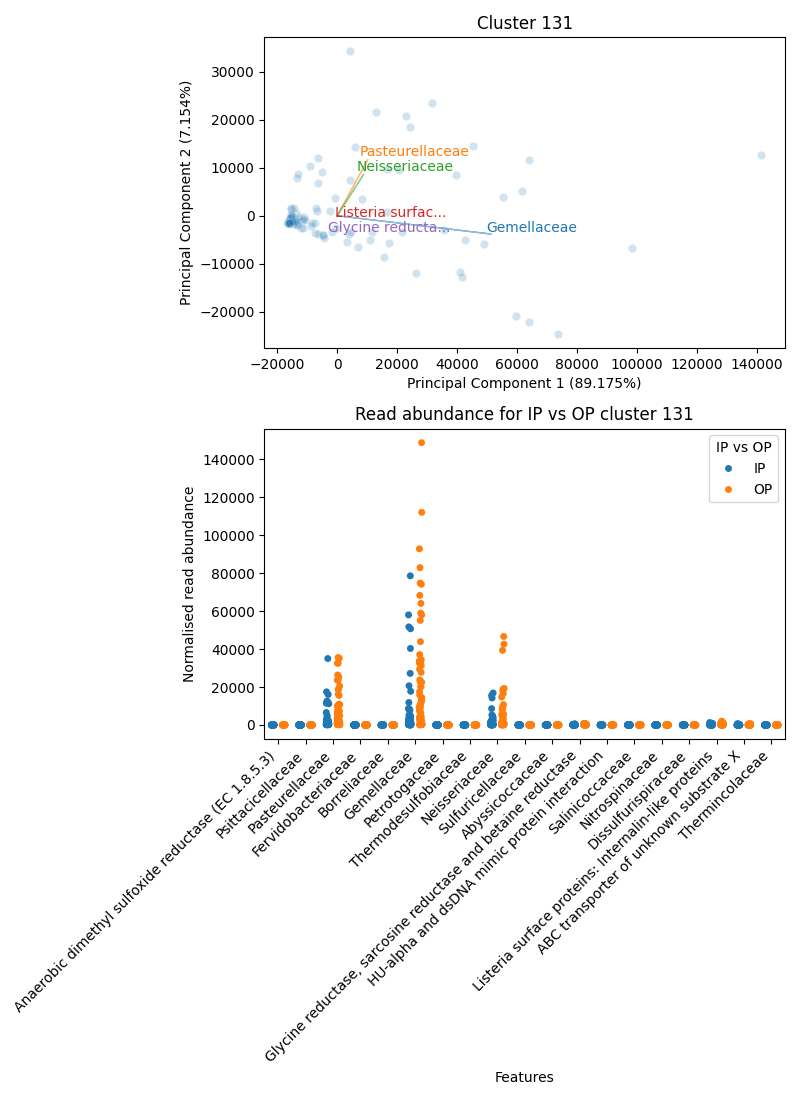 Cluster 131
Principal Component 2 (7.154%)
30000
20000
10000
0
−10000
−20000
Pasteurellaceae
Neisseriaceae
Listeria surfac...
Glycine reducta...
Gemellaceae
−20000 0 20000 40000 60000 80000 100000 120000 140000
Principal Component 1 (89.175%)
Read abundance for IP vs OP cluster 131
Normalised read abundance
140000
120000
100000
80000
60000
40000
20000
0
IP vs OP
IP
OP
Anaerobic dimethyl sulfoxide reductase (EC 1.8.5.3)
Psittacicellaceae
Pasteurellaceae
Fervidobacteriaceae
Borreliaceae
Gemellaceae
Petrotogaceae
Thermodesulfobiaceae
Neisseriaceae
Sulfuricellaceae
Abyssicoccaceae
Glycine reductase, sarcosine reductase and betaine reductase
HU-alpha and dsDNA mimic protein interaction
Salinicoccaceae
Nitrospinaceae
Dissulfurispiraceae
Listeria surface proteins: Internalin-like proteins
ABC transporter of unknown substrate X
Thermincolaceae
Features